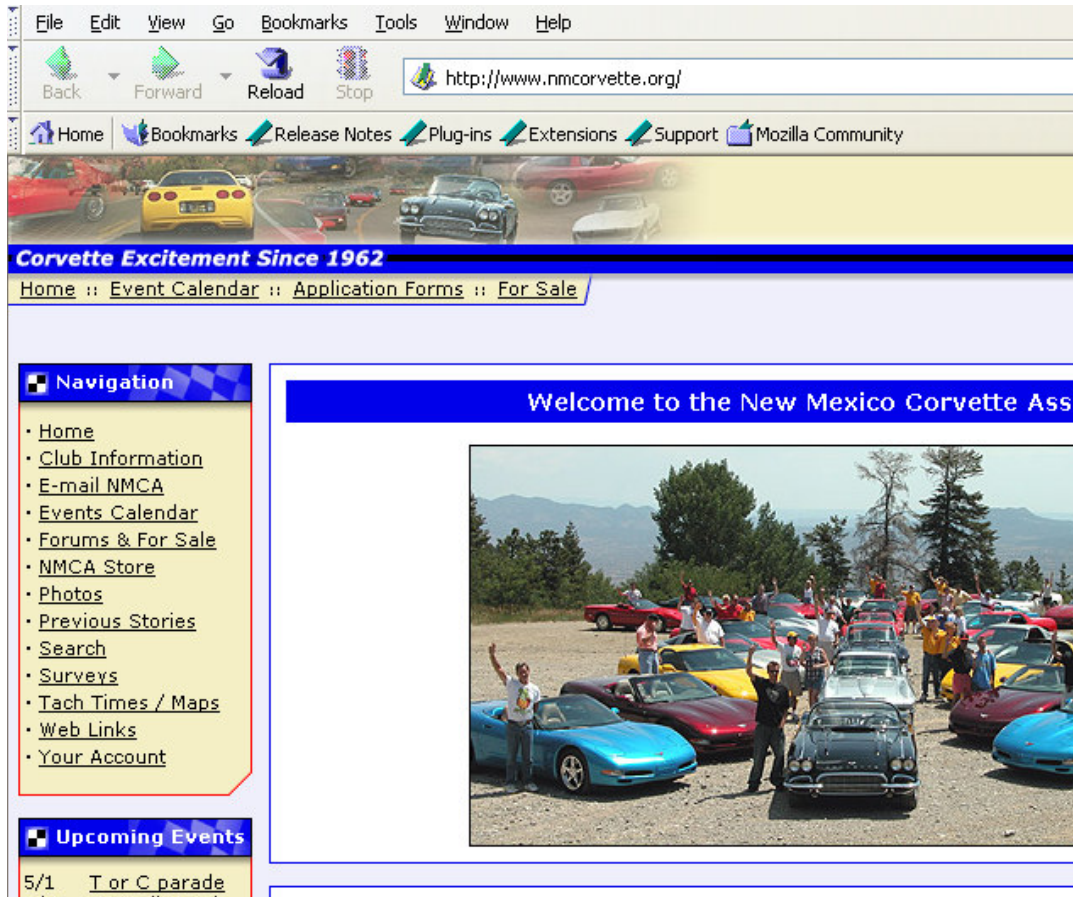 File Edit View Go Bookmarks Tools Window Help
Back Forward Reload Stop http://www.nmcorvette.org/
Home Bookmarks Release Notes Plug-ins Extensions Support Mozilla Community
Corvette Excitement Since 1962
Home :: Event Calendar :: Application Forms :: For Sale
Navigation
· Home
· Club Information
· E-mail NMCA
· Events Calendar
· Forums & For Sale
· NMCA Store
· Photos
· Previous Stories
· Search
· Surveys
· Tach Times / Maps
· Web Links
· Your Account
Upcoming Events
5/1 T or C parade
Welcome to the New Mexico Corvette Ass